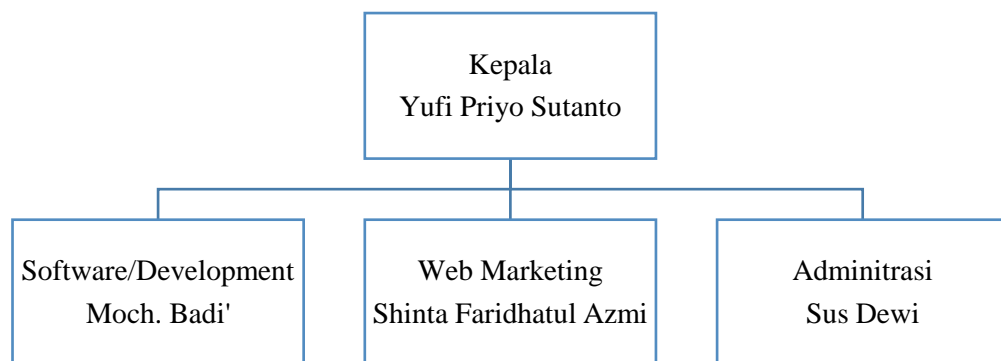 Kepala
Yufi Priyo Sutanto
Software/Development
Moch. Badi'
Web Marketing
Shinta Faridhatul Azmi
Adminitrasi
Sus Dewi